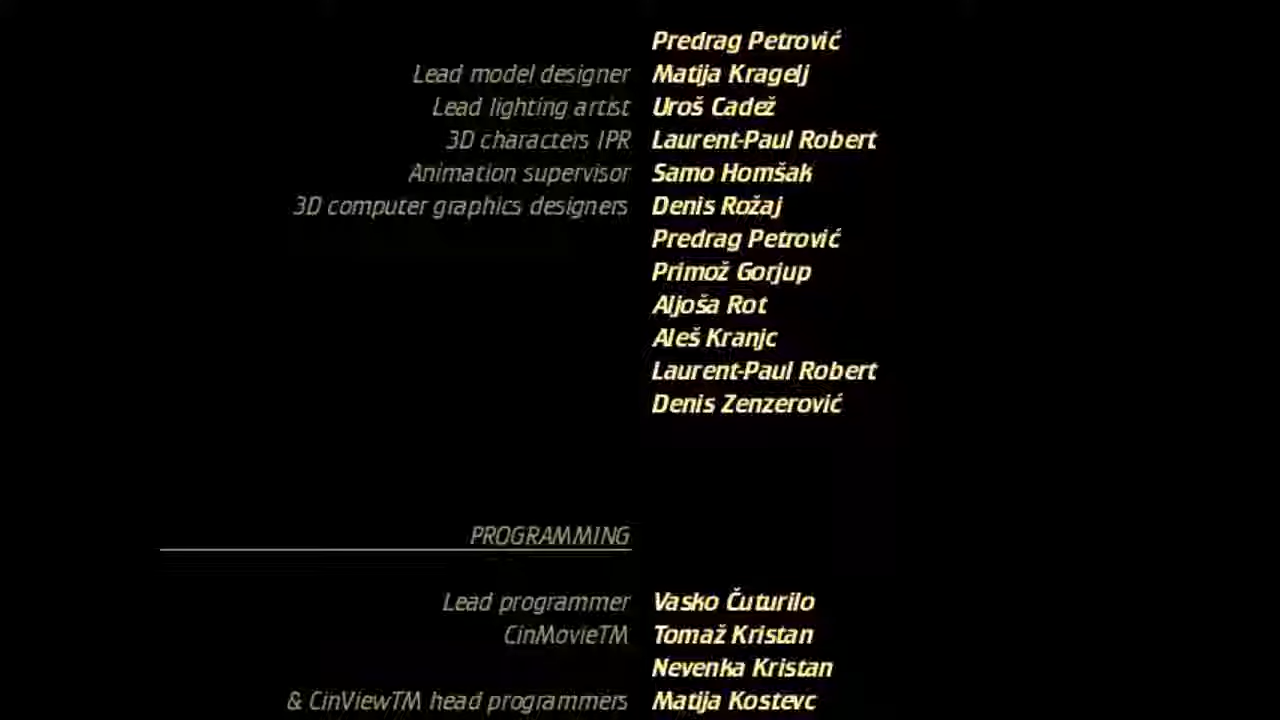 Predrag Petrović
Lead model designer Matija Kragelj
Lead lighting artist Uroš Cadež
3D characters IPR Laurent-Paul Robert
Animation supervisor Samo Homšak
3D computer graphics designers Denis Rožaj
Predrag Petrović
Primož Gorjup
Aljoša Rot
Aleš Kranjc
Laurent-Paul Robert
Denis Zenzerović
PROGRAMMING
Lead programmer Vasko Čuturilo
CinMovieTM Tomaž Kristan
Nevenka Kristan
& CinViewTM head programmers Matija Kostevc